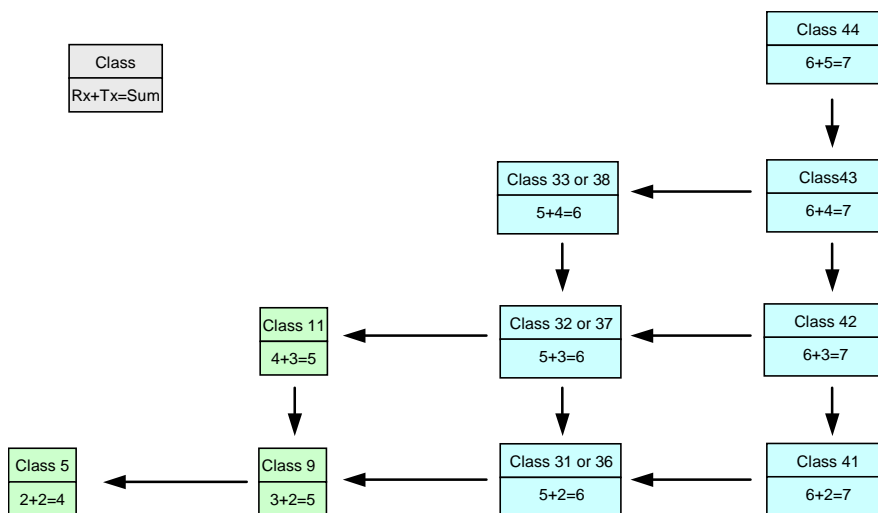 Class 44
6+5=7
Class
Rx+Tx=Sum
Class 33 or 38
5+4=6
Class43
6+4=7
Class 11
4+3=5
Class 32 or 37
5+3=6
Class 42
6+3=7
Class 5
2+2=4
Class 9
3+2=5
Class 31 or 36
5+2=6
Class 41
6+2=7